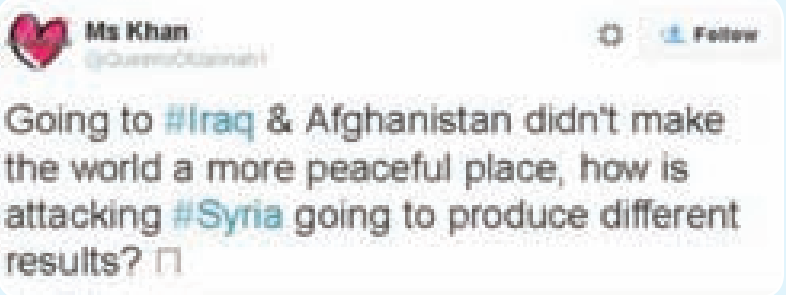 Ms Khan
Follow
Going to #Iraq & Afghanistan didn't make
the world a more peaceful place, how is
attacking #Syria going to produce different
results?